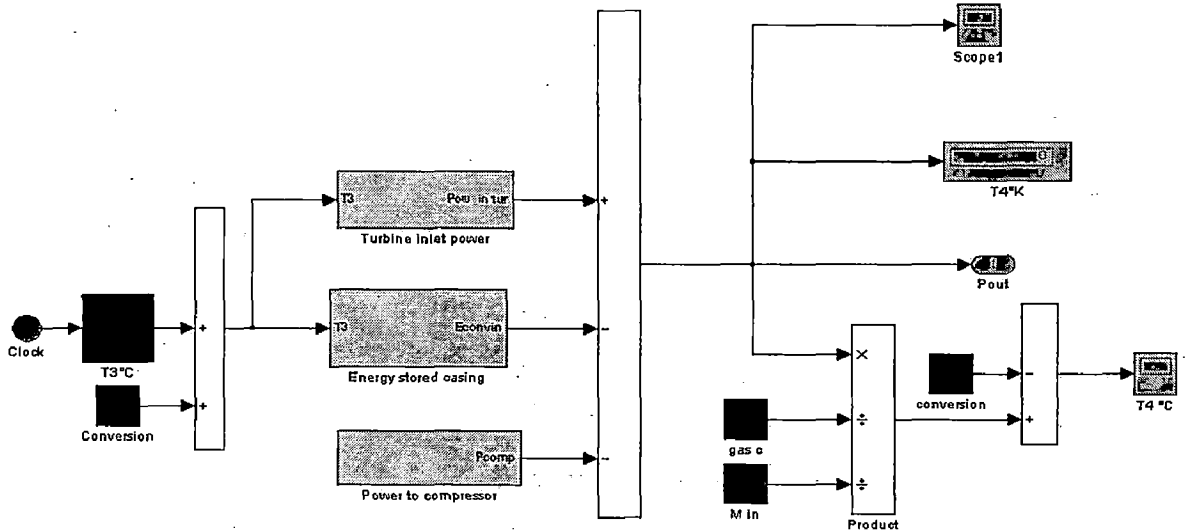 Scope1
T4°K
T3
Pow in tur
Turbine inlet power
+
Pout
Clock
T3°C
+
T3
Econvin
−
Energy stored casing
×
conversion
−
T4 °C
Conversion
+
gas c
÷
+
Pcomp
−
Power to compressor
M in
÷
Product